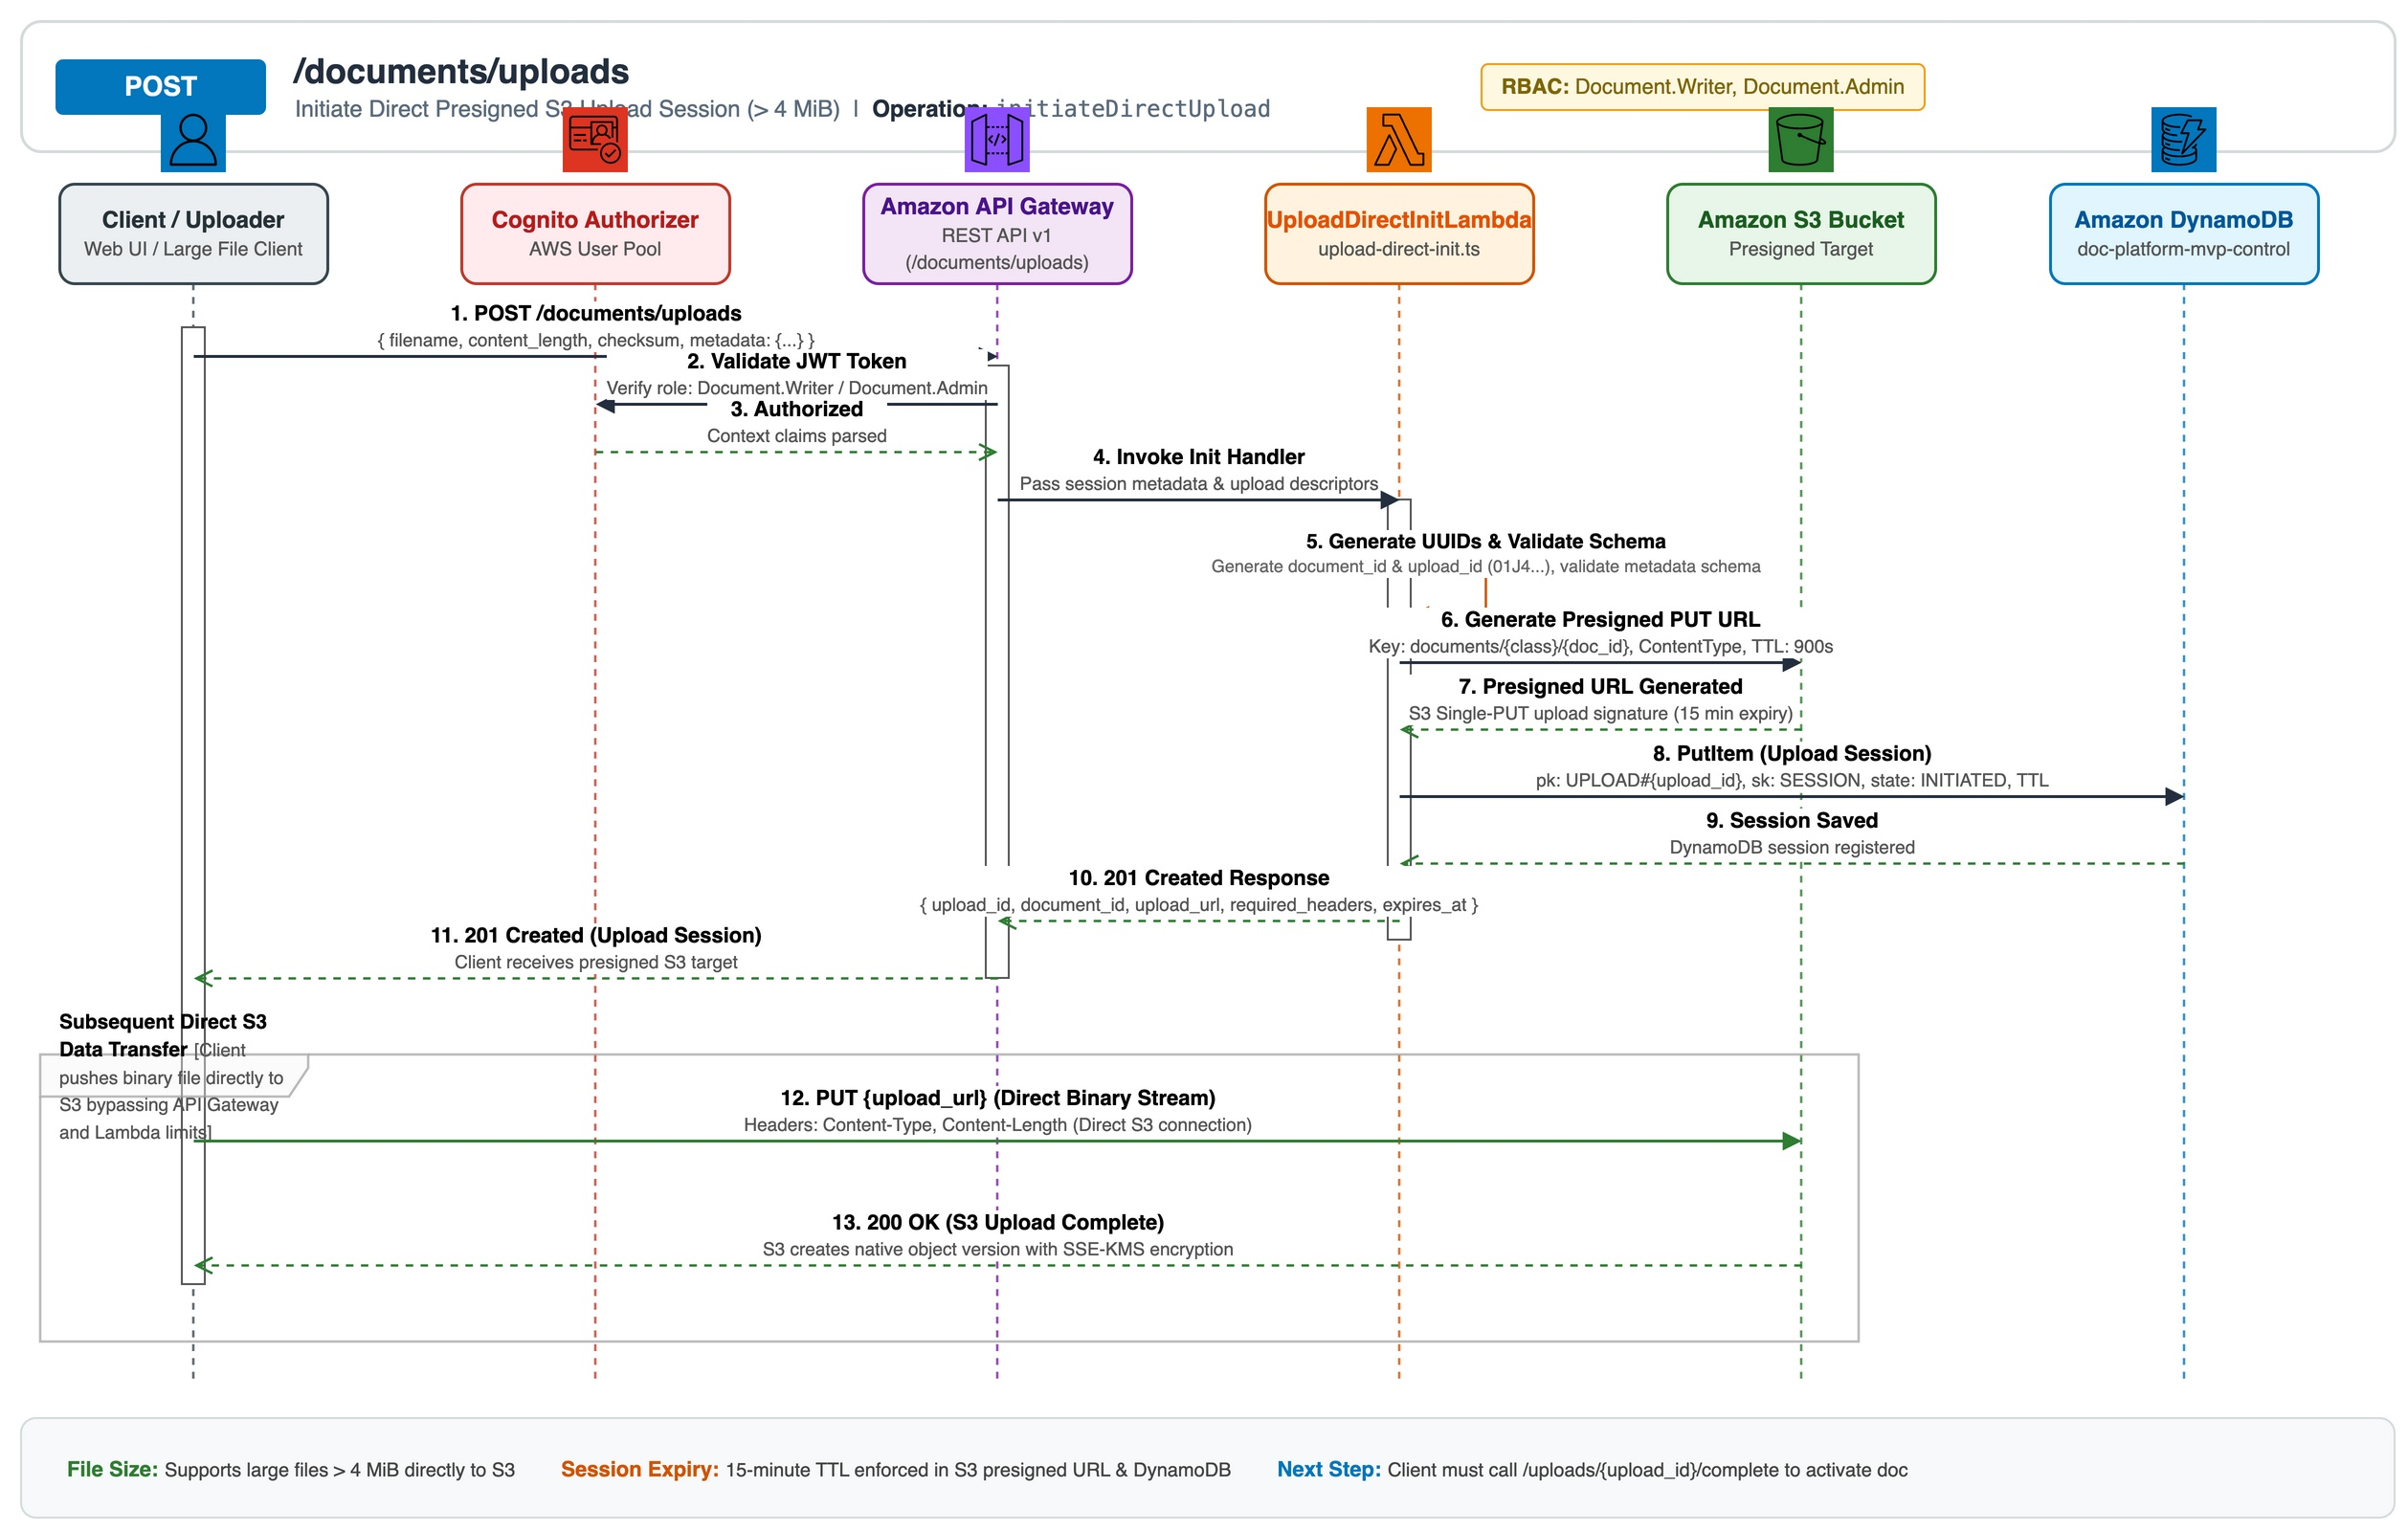 POST
/documents/uploads
Initiate Direct Presigned S3 Upload Session (> 4 MiB) | Operation: initiateDirectUpload
RBAC: Document.Writer, Document.Admin
Client / Uploader
Web UI / Large File Client
Cognito Authorizer
AWS User Pool
Amazon API Gateway
REST API v1
(/documents/uploads)
UploadDirectInitLambda
upload-direct-init.ts
Amazon S3 Bucket
Presigned Target
Amazon DynamoDB
doc-platform-mvp-control
1. POST /documents/uploads
{ filename, content_length, checksum, metadata: {...} }
2. Validate JWT Token
Verify role: Document.Writer / Document.Admin
3. Authorized
Context claims parsed
4. Invoke Init Handler
Pass session metadata & upload descriptors
5. Generate UUIDs & Validate Schema
Generate document_id & upload_id (01J4...), validate metadata schema
6. Generate Presigned PUT URL
Key: documents/{class}/{doc_id}, ContentType, TTL: 900s
7. Presigned URL Generated
S3 Single-PUT upload signature (15 min expiry)
8. PutItem (Upload Session)
pk: UPLOAD#{upload_id}, sk: SESSION, state: INITIATED, TTL
9. Session Saved
DynamoDB session registered
10. 201 Created Response
{ upload_id, document_id, upload_url, required_headers, expires_at }
11. 201 Created (Upload Session)
Client receives presigned S3 target
Subsequent Direct S3
Data Transfer [Client
pushes binary file directly to
S3 bypassing API Gateway
and Lambda limits]
12. PUT {upload_url} (Direct Binary Stream)
Headers: Content-Type, Content-Length (Direct S3 connection)
13. 200 OK (S3 Upload Complete)
S3 creates native object version with SSE-KMS encryption
File Size: Supports large files > 4 MiB directly to S3
Session Expiry: 15-minute TTL enforced in S3 presigned URL & DynamoDB
Next Step: Client must call /uploads/{upload_id}/complete to activate doc